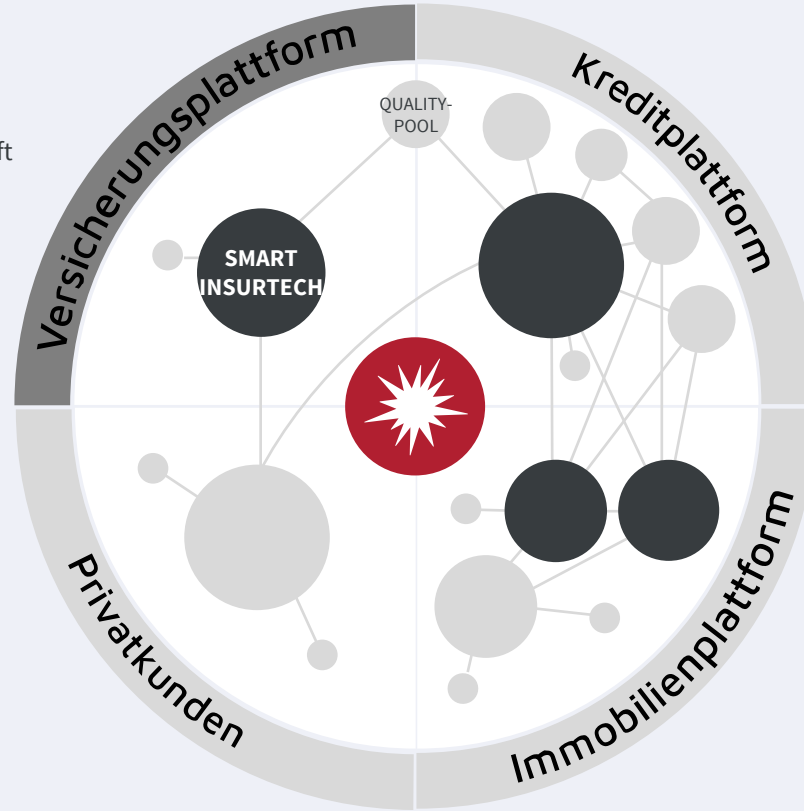 Versicherungsplattform
Kreditplattform
QUALITY-
POOL
SMART
INSURTECH
Privatkunden
Immobilienplattform